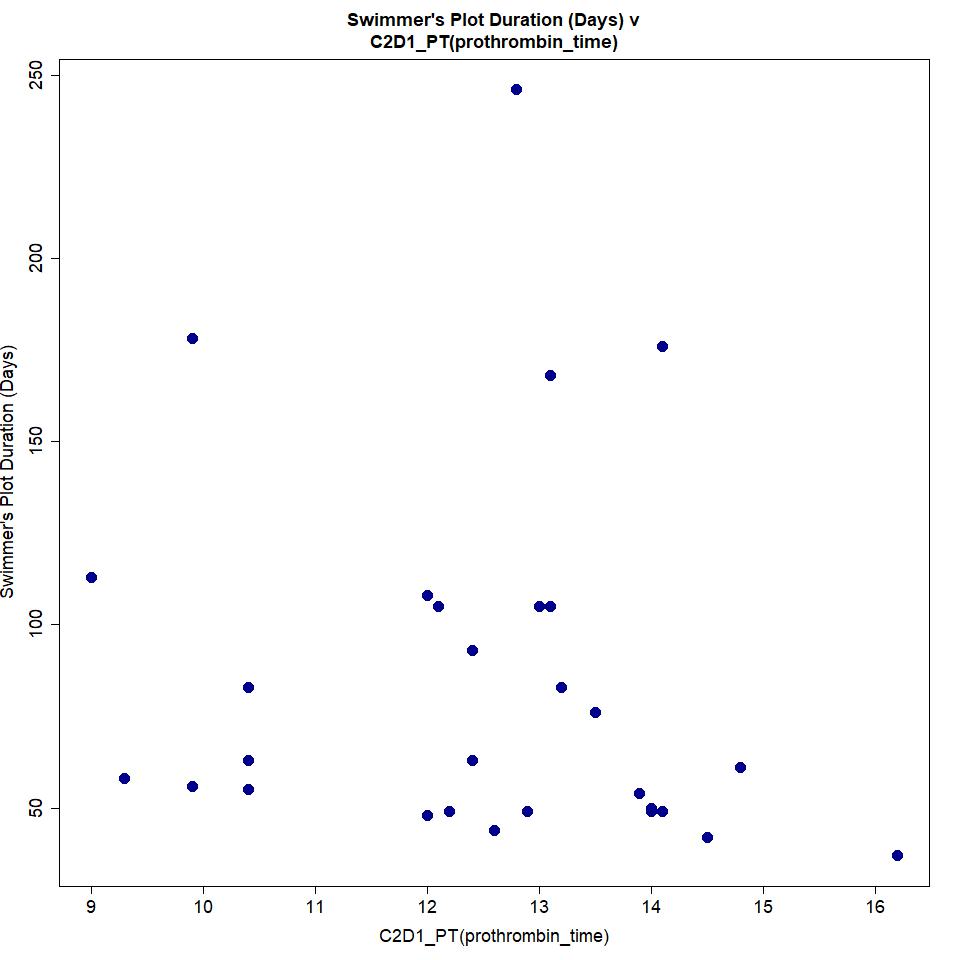 Swimmer's Plot Duration (Days) v
C2D1_PT(prothrombin_time)
Swimmer's Plot Duration (Days)
250
200
150
100
50
9 10 11 12 13 14 15 16
C2D1_PT(prothrombin_time)